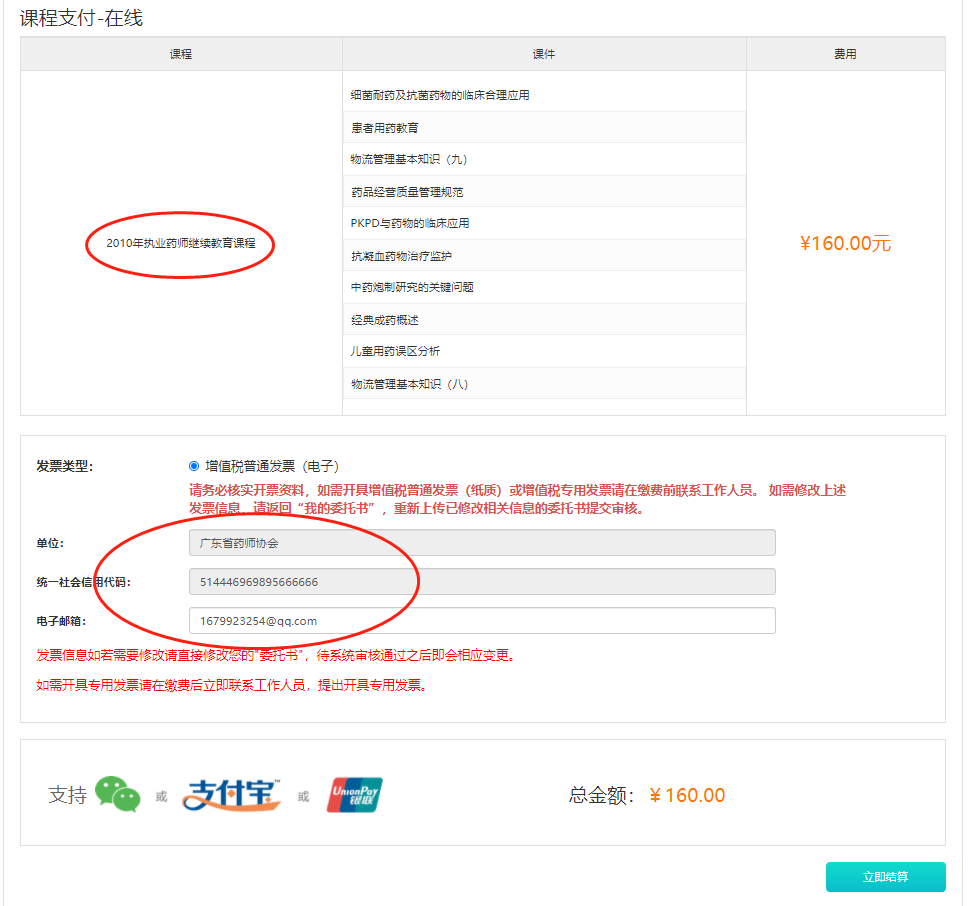 课程支付-在线
课程 课件 费用
细菌耐药及抗菌药物的临床合理应用
患者用药教育
物流管理基本知识（九）
药品经营质量管理规范
PKPD与药物的临床应用
2010年执业药师继续教育课程
¥160.00元
抗凝血药物治疗监护
中药炮制研究的关键问题
经典成药概述
儿童用药误区分析
物流管理基本知识（八）
发票类型： 增值税普通发票（电子）
请务必核实开票资料，如需开具增值税普通发票（纸质）或增值税专用发票请在缴费前联系工作人员。 如需修改上述
发票信息，请返回“我的委托书”，重新上传已修改相关信息的委托书提交审核。
单位： 广东省药师协会
统一社会信用代码： 514446969895666666
电子邮箱： 1679923254@qq.com
发票信息如若需要修改请直接修改您的"委托书"，待系统审核通过之后即会相应变更。
如需开具专用发票请在缴费后立即联系工作人员，提出开具专用发票。
支持 或 支付宝™ 或 UnionPay 银联 总金额： ¥ 160.00
立即结算